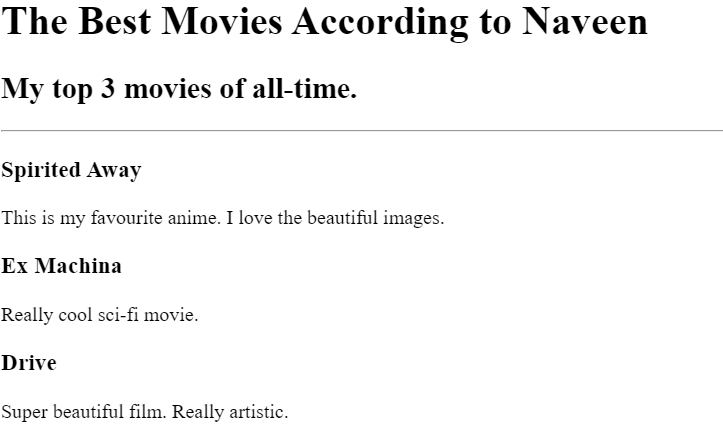 The Best Movies According to Naveen
My top 3 movies of all-time.
Spirited Away
This is my favourite anime. I love the beautiful images.
Ex Machina
Really cool sci-fi movie.
Drive
Super beautiful film. Really artistic.